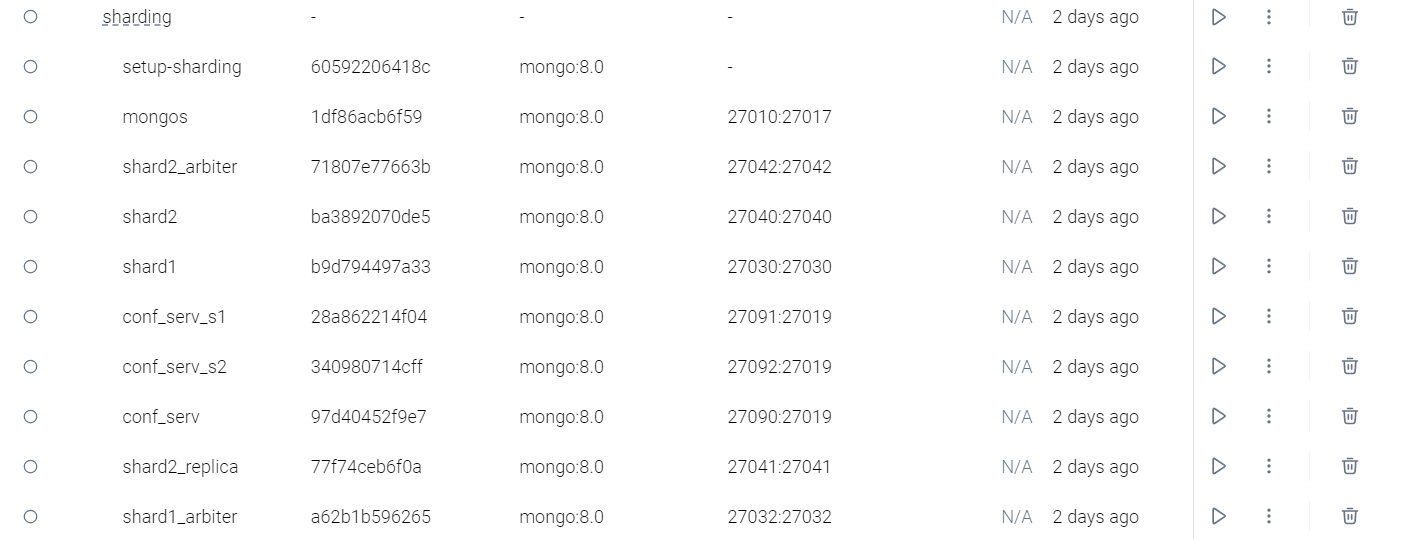 sharding - - - N/A 2 days ago
setup-sharding 60592206418c mongo:8.0 - N/A 2 days ago
mongos 1df86acb6f59 mongo:8.0 27010:27017 N/A 2 days ago
shard2_arbiter 71807e77663b mongo:8.0 27042:27042 N/A 2 days ago
shard2 ba3892070de5 mongo:8.0 27040:27040 N/A 2 days ago
shard1 b9d794497a33 mongo:8.0 27030:27030 N/A 2 days ago
conf_serv_s1 28a862214f04 mongo:8.0 27091:27019 N/A 2 days ago
conf_serv_s2 340980714cff mongo:8.0 27092:27019 N/A 2 days ago
conf_serv 97d40452f9e7 mongo:8.0 27090:27019 N/A 2 days ago
shard2_replica 77f74ceb6f0a mongo:8.0 27041:27041 N/A 2 days ago
shard1_arbiter a62b1b596265 mongo:8.0 27032:27032 N/A 2 days ago